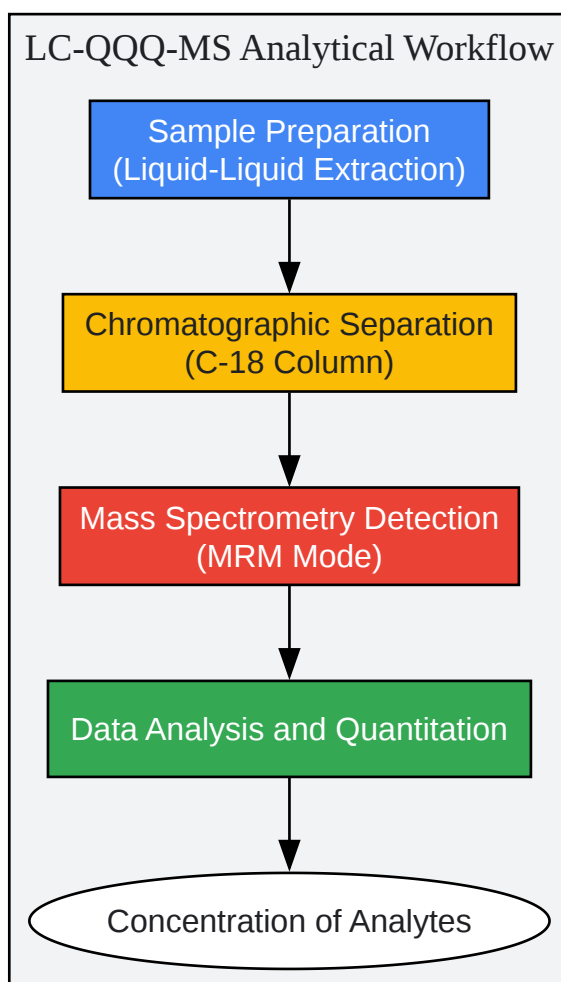 LC-QQQ-MS Analytical Workflow
Sample Preparation
(Liquid-Liquid Extraction)
Chromatographic Separation
(C-18 Column)
Mass Spectrometry Detection
(MRM Mode)
Data Analysis and Quantitation
Concentration of Analytes